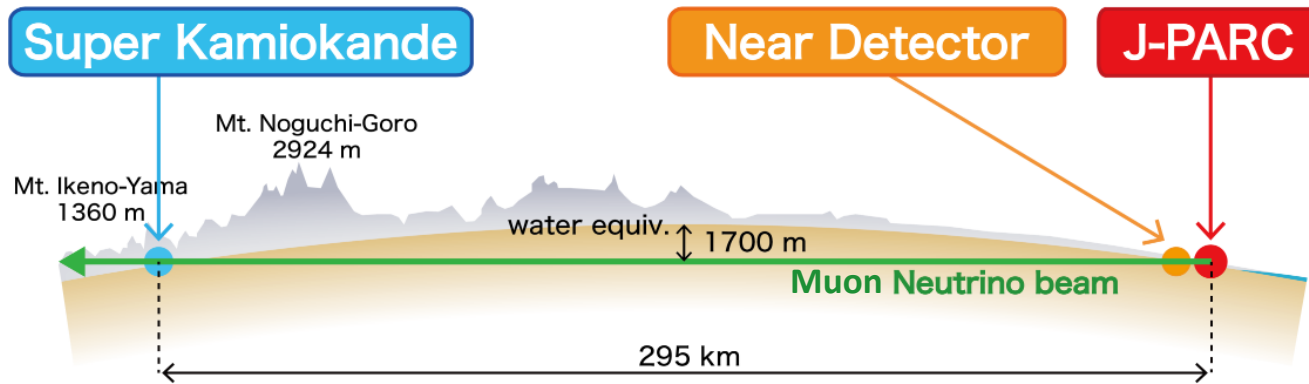 Super Kamiokande
Near Detector
J-PARC
Mt. Noguchi-Goro
2924 m
Mt. Ikeno-Yama
1360 m
water equiv.
1700 m
Muon Neutrino beam
295 km